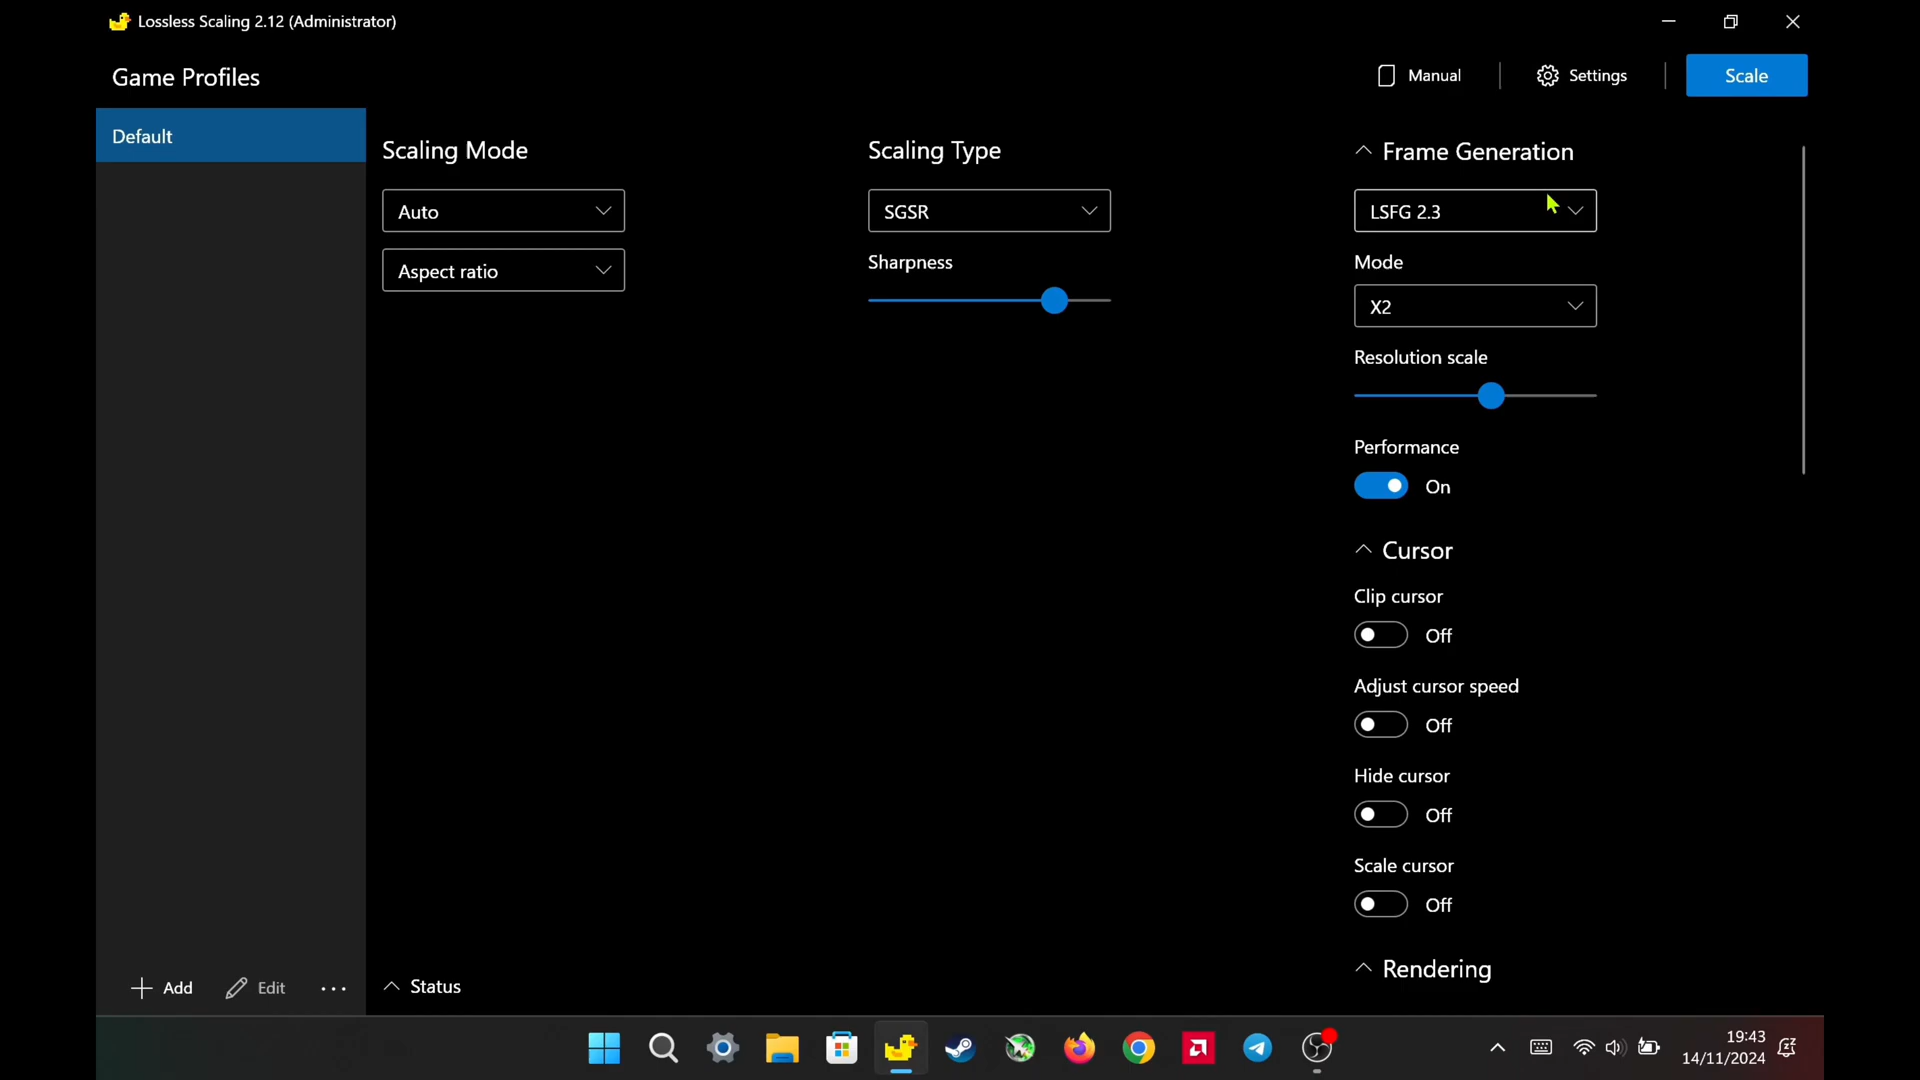 Lossless Scaling 2.12 (Administrator)
Game Profiles
Manual
Settings
Scale
Default
Scaling Mode
Auto
Aspect ratio
Scaling Type
SGSR
Sharpness
Frame Generation
LSFG 2.3
Mode
X2
Resolution scale
Performance
On
Cursor
Clip cursor
Off
Adjust cursor speed
Off
Hide cursor
Off
Scale cursor
Off
Rendering
Add
Edit
Status
19:43
14/11/2024